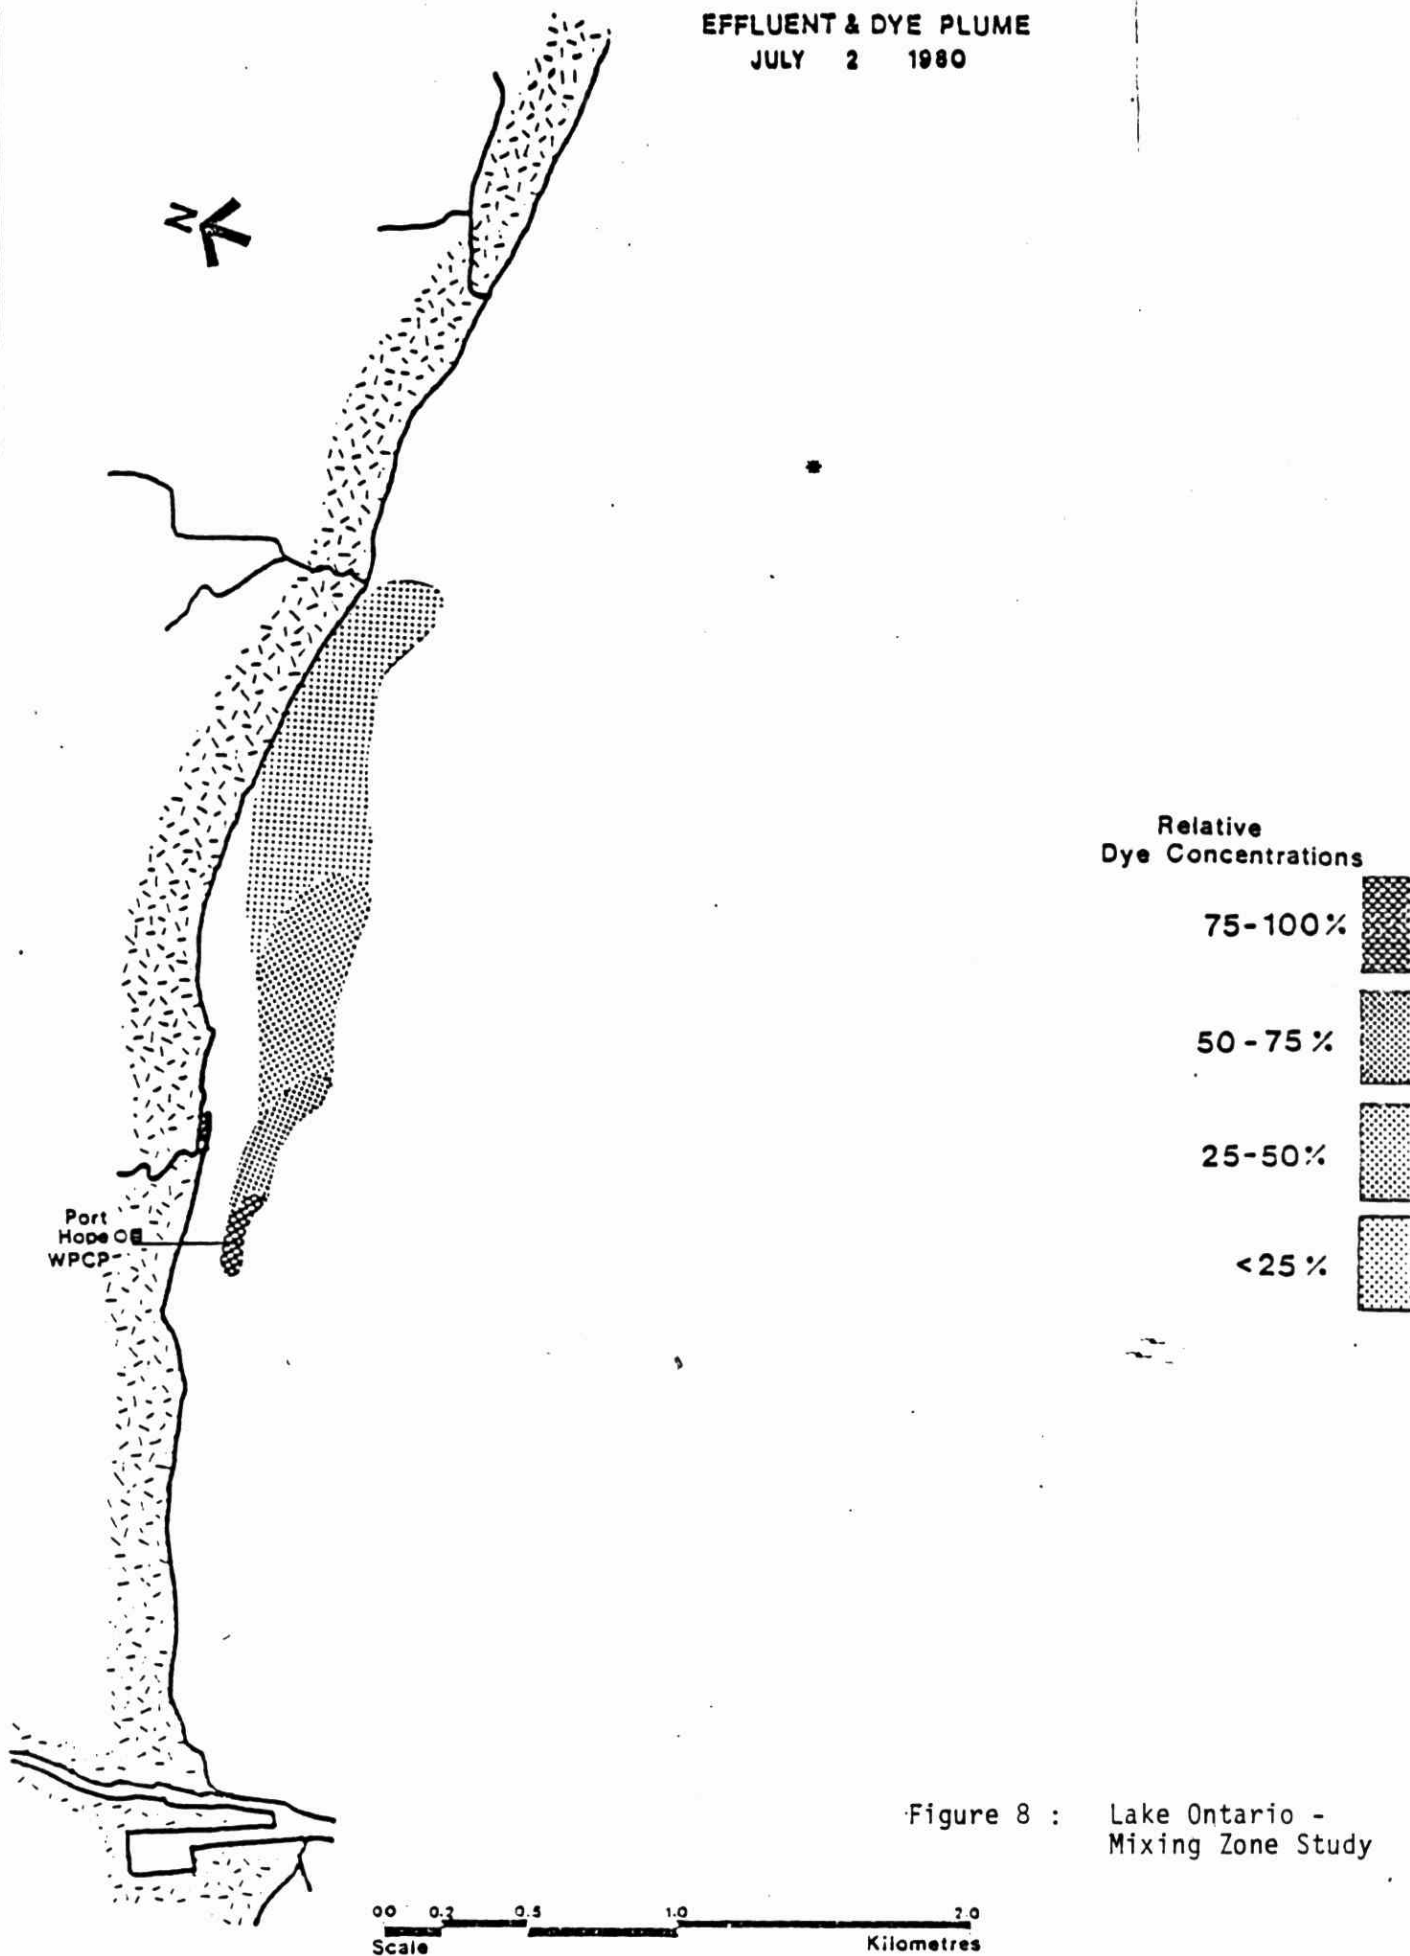 EFFLUENT & DYE PLUME
JULY 2 1980
N
Relative
Dye Concentrations
75-100%
50-75%
25-50%
<25%
Port
Hope
WPCP
Figure 8 : Lake Ontario -
Mixing Zone Study
0.0 0.2 0.5 1.0 2.0
Scale Kilometres